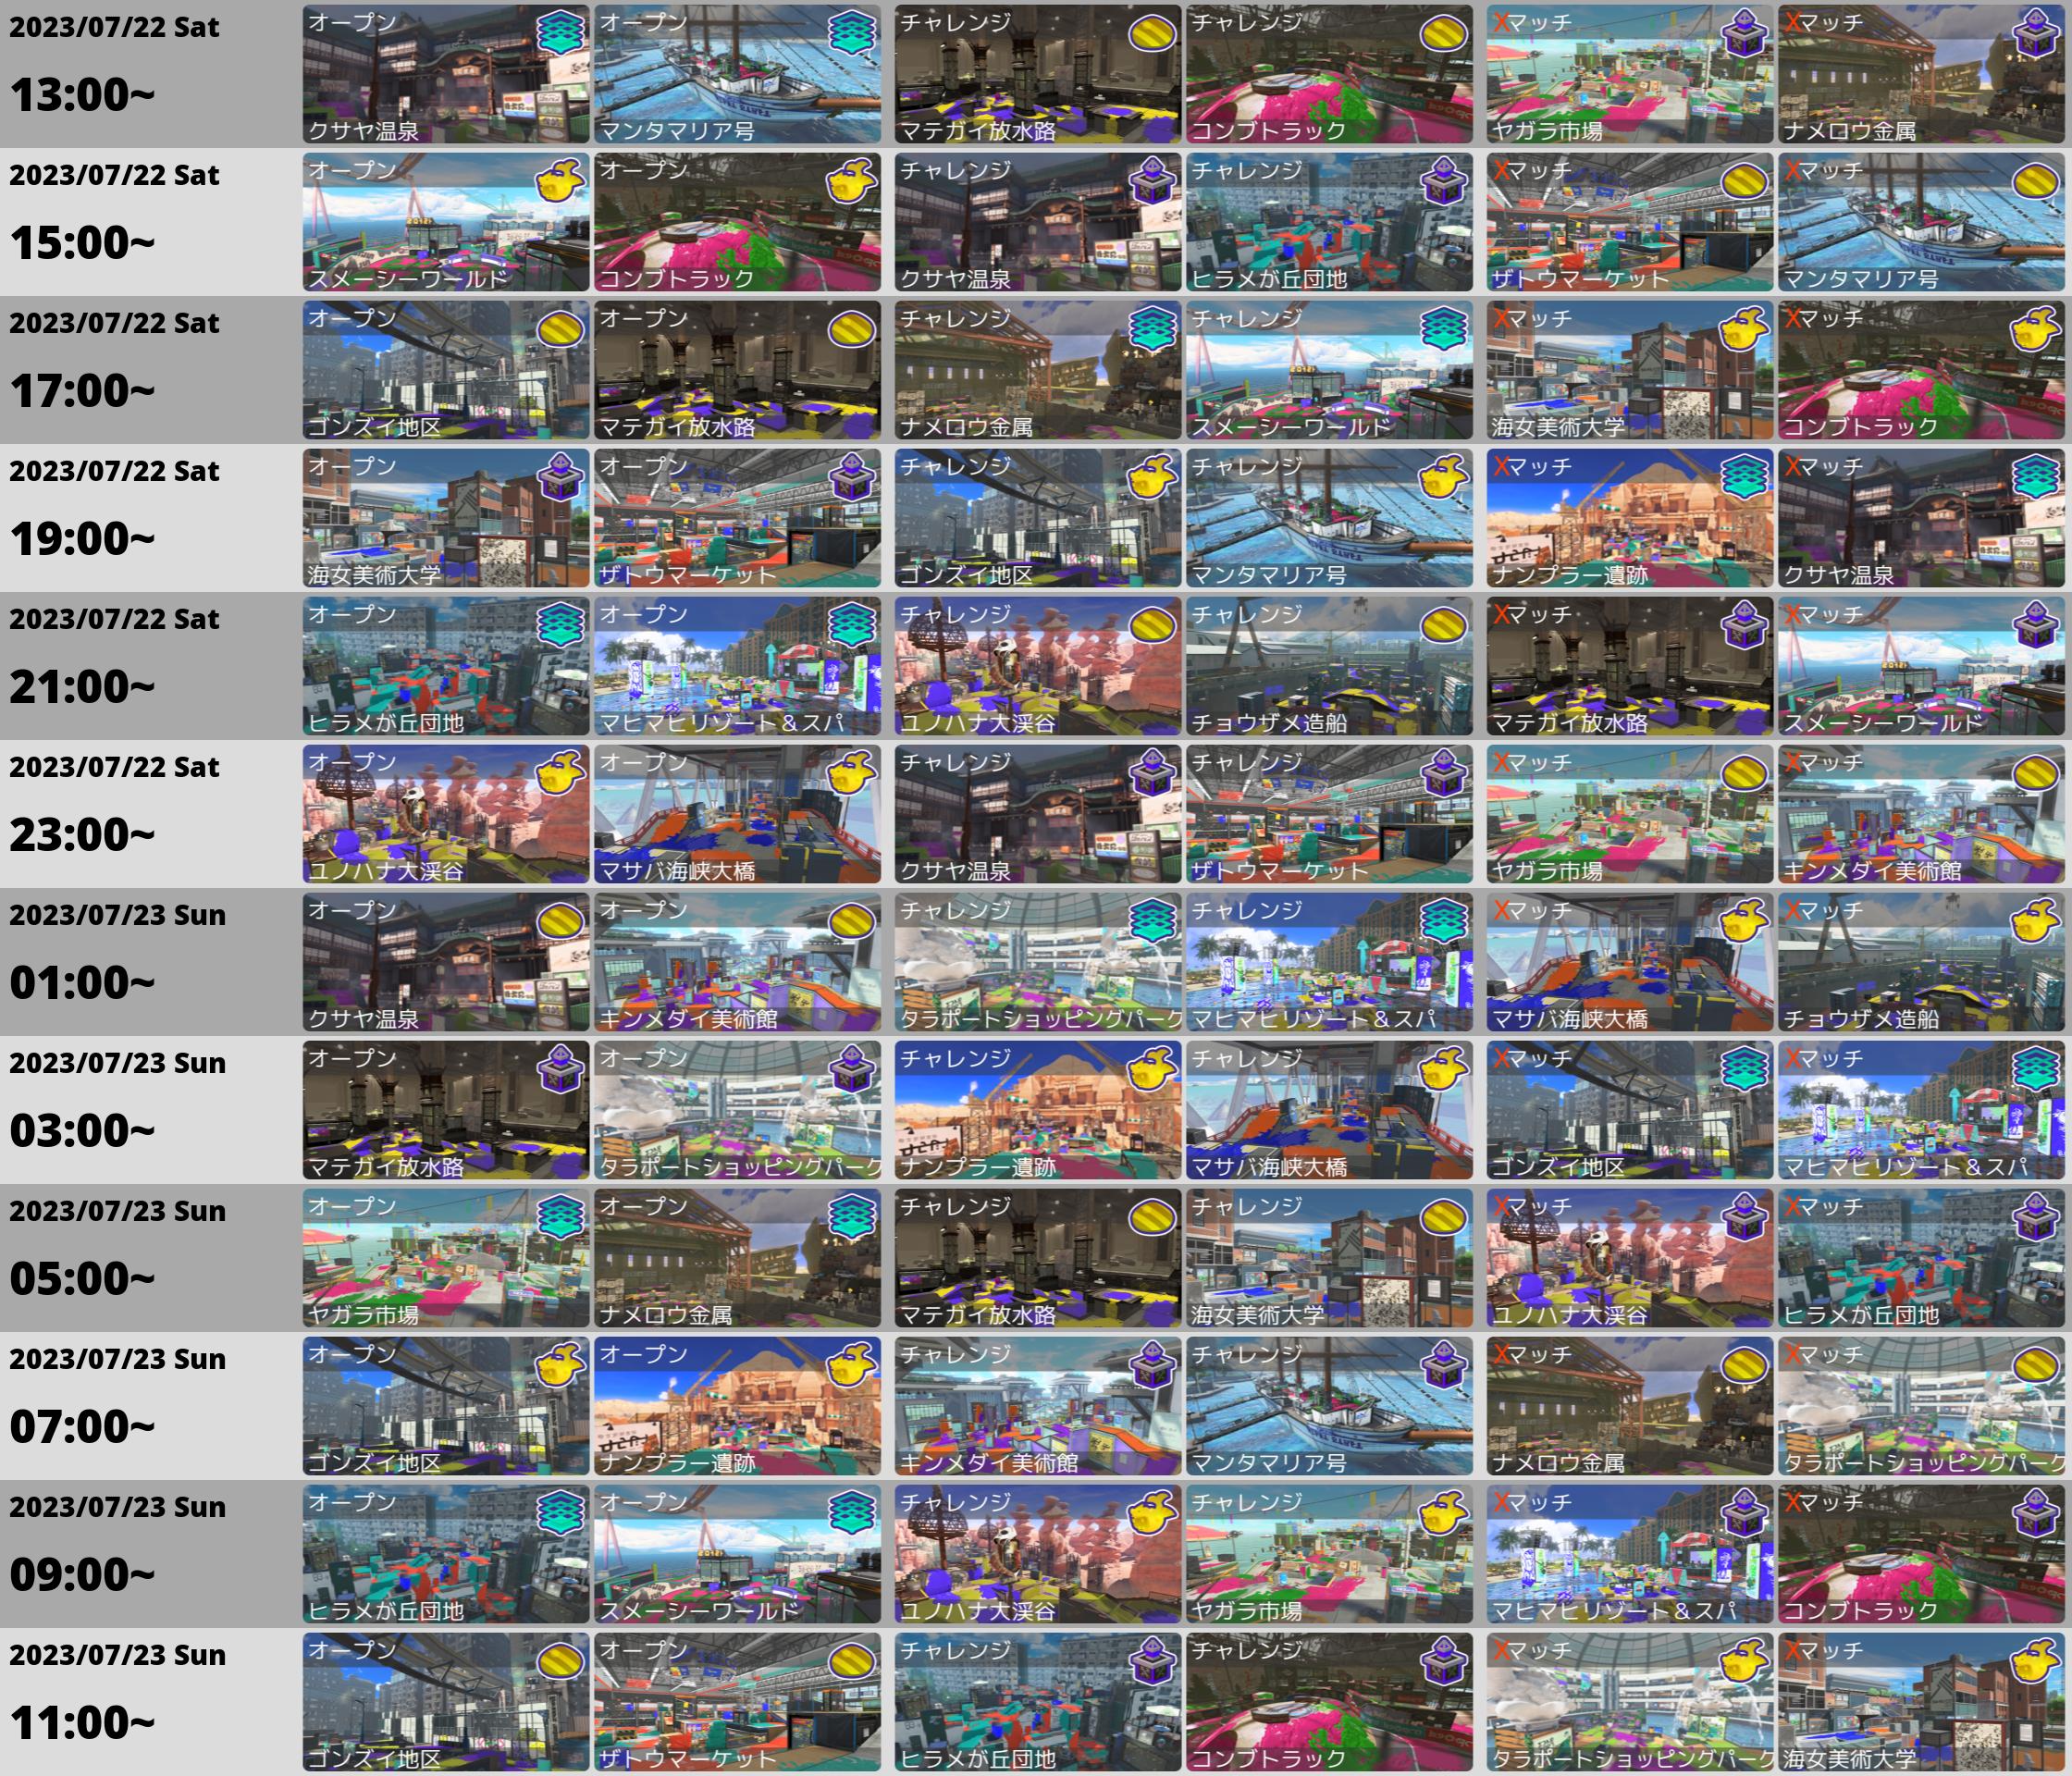 2023/07/22 Sat
13:00~
オープン オープン チャレンジ チャレンジ Xマッチ Xマッチ
クサヤ温泉 マンタマリア号 マテガイ放水路 コンブトラック ヤガラ市場 ナメロウ金属
2023/07/22 Sat
15:00~
オープン オープン チャレンジ チャレンジ Xマッチ Xマッチ
スメーシーワールド コンブトラック クサヤ温泉 ヒラメが丘団地 ザトウマーケット マンタマリア号
2023/07/22 Sat
17:00~
オープン オープン チャレンジ チャレンジ Xマッチ Xマッチ
ゴンズイ地区 マテガイ放水路 ナメロウ金属 スメーシーワールド 海女美術大学 コンブトラック
2023/07/22 Sat
19:00~
オープン オープン チャレンジ チャレンジ Xマッチ Xマッチ
海女美術大学 ザトウマーケット ゴンズイ地区 マンタマリア号 ナンプラー遺跡 クサヤ温泉
2023/07/22 Sat
21:00~
オープン オープン チャレンジ チャレンジ Xマッチ Xマッチ
ヒラメが丘団地 マヒマヒリゾート＆スパ ユノハナ大渓谷 チョウザメ造船 マテガイ放水路 スメーシーワールド
2023/07/22 Sat
23:00~
オープン オープン チャレンジ チャレンジ Xマッチ Xマッチ
ユノハナ大渓谷 マサバ海峡大橋 クサヤ温泉 ザトウマーケット ヤガラ市場 キンメダイ美術館
2023/07/23 Sun
01:00~
オープン オープン チャレンジ チャレンジ Xマッチ Xマッチ
クサヤ温泉 キンメダイ美術館 タラポートショッピングパーク マヒマヒリゾート＆スパ マサバ海峡大橋 チョウザメ造船
2023/07/23 Sun
03:00~
オープン オープン チャレンジ チャレンジ Xマッチ Xマッチ
マテガイ放水路 タラポートショッピングパーク ナンプラー遺跡 マサバ海峡大橋 ゴンズイ地区 マヒマヒリゾート＆スパ
2023/07/23 Sun
05:00~
オープン オープン チャレンジ チャレンジ Xマッチ Xマッチ
ヤガラ市場 ナメロウ金属 マテガイ放水路 海女美術大学 ユノハナ大渓谷 ヒラメが丘団地
2023/07/23 Sun
07:00~
オープン オープン チャレンジ チャレンジ Xマッチ Xマッチ
ゴンズイ地区 ナンプラー遺跡 キンメダイ美術館 マンタマリア号 ナメロウ金属 タラポートショッピングパーク
2023/07/23 Sun
09:00~
オープン オープン チャレンジ チャレンジ Xマッチ Xマッチ
ヒラメが丘団地 スメーシーワールド ユノハナ大渓谷 ヤガラ市場 マヒマヒリゾート＆スパ コンブトラック
2023/07/23 Sun
11:00~
オープン オープン チャレンジ チャレンジ Xマッチ Xマッチ
ゴンズイ地区 ザトウマーケット ヒラメが丘団地 コンブトラック タラポートショッピングパーク 海女美術大学